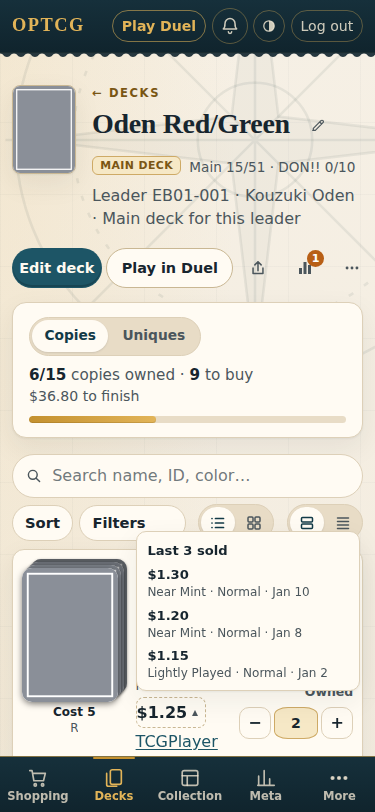 OPTCG
Play Duel
Log out
← DECKS
Oden Red/Green
MAIN DECK
Main 15/51 · DON!! 0/10
Leader EB01-001 · Kouzuki Oden
· Main deck for this leader
Edit deck
Play in Duel
1
Copies
Uniques
6/15 copies owned · 9 to buy
$36.80 to finish
Search name, ID, color…
Sort
Filters
Last 3 sold
$1.30
Near Mint · Normal · Jan 10
$1.20
Near Mint · Normal · Jan 8
$1.15
Lightly Played · Normal · Jan 2
Owned
Cost 5
R
$1.25 ▲
− 2 +
TCGPlayer
Shopping
Decks
Collection
Meta
More